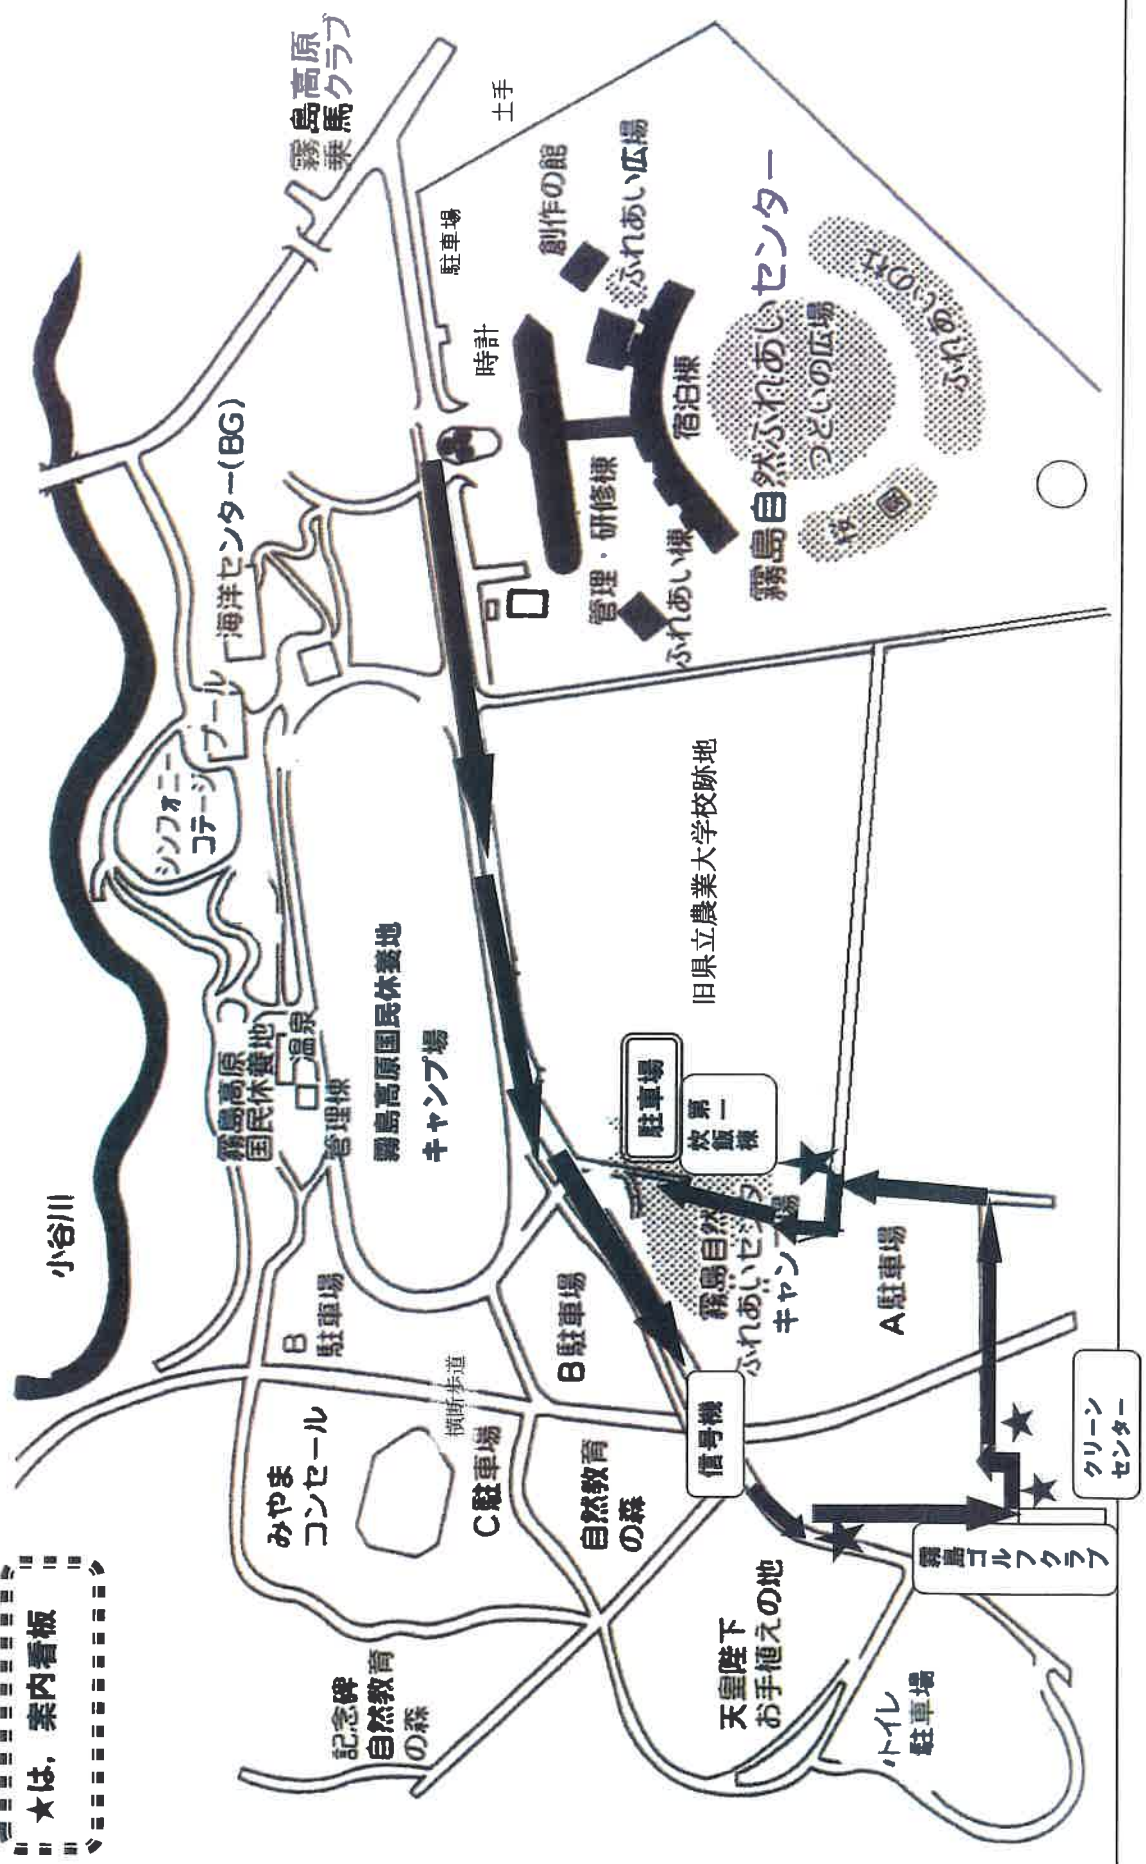 ★は，案内看板
小谷川
霧島高原
乗馬クラブ
土手
駐車場
時計
創作の館
ふれあい広場
宿泊棟
管理・研修棟
ふれあい棟
霧島自然ふれあいセンター
つどいの広場
ふれあいの杜
桜
園
海洋センター(BG)
プール
シンフォニー
コテージ
霧島高原
国民休養地
温泉
管理棟
霧島高原国民休養地
キャンプ場
旧県立農業大学校跡地
駐車場
第一
炊飯棟
霧島自然
ふれあいセンタ
キャンプ場
A駐車場
B
駐車場
B駐車場
横断歩道
C駐車場
みやま
コンセール
自然教育
の森
信号機
クリーン
センター
霧島
ゴルフ
クラブ
天皇陛下
お手植えの地
記念碑
自然教育
の森
トイレ
駐車場